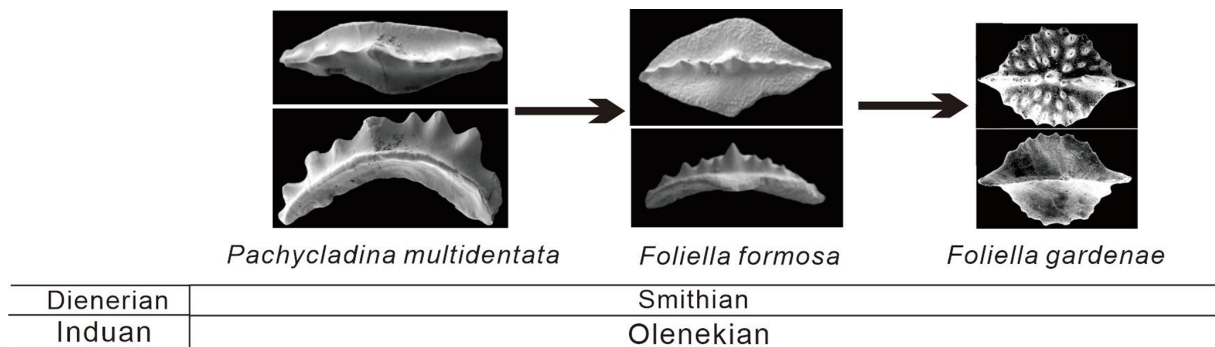 Pachycladina multidentata
Foliella formosa
Foliella gardenae
Dienerian
Smithian
Induan
Olenekian